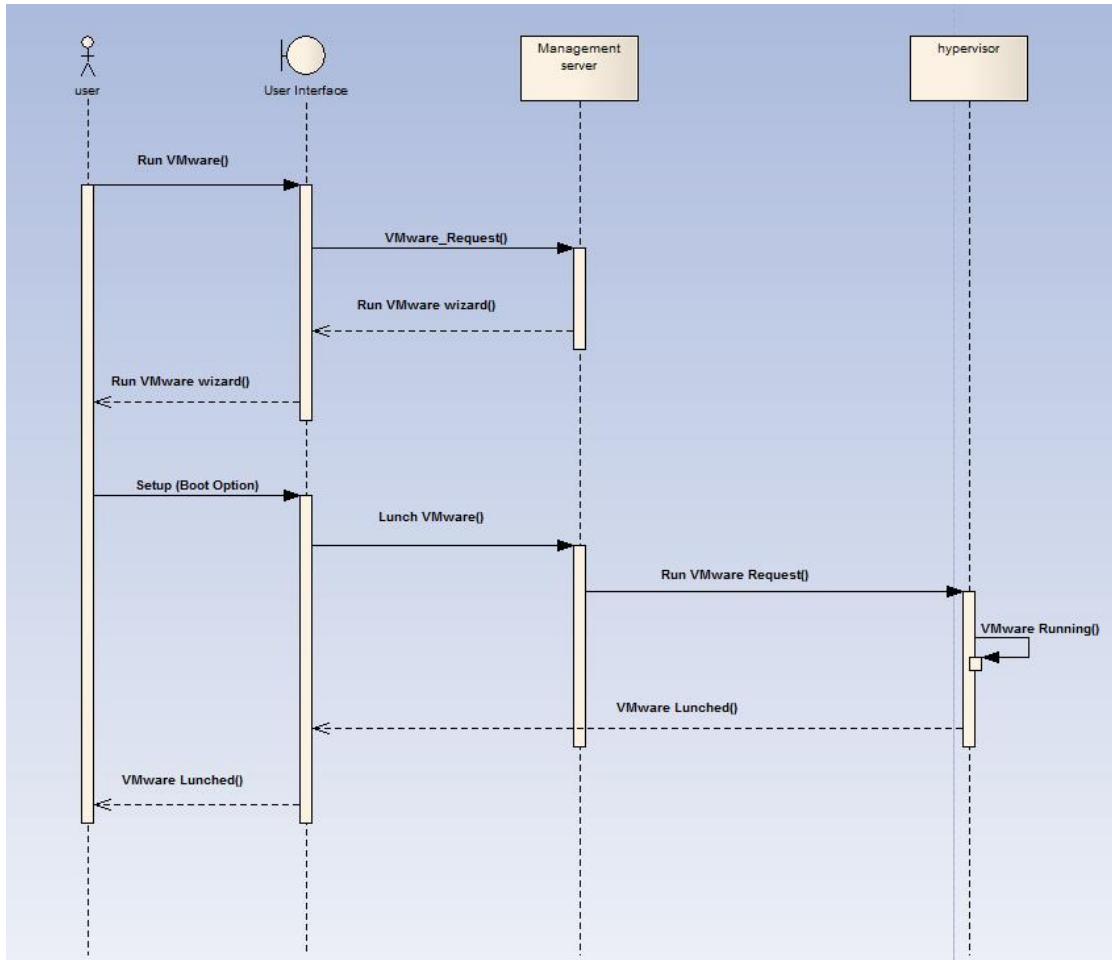 Management
server
hypervisor
user
User Interface
Run VMware()
VMware_Request()
Run VMware wizard()
Run VMware wizard()
Setup (Boot Option)
Lunch VMware()
Run VMware Request()
VMware Running()
VMware Lunched()
VMware Lunched()